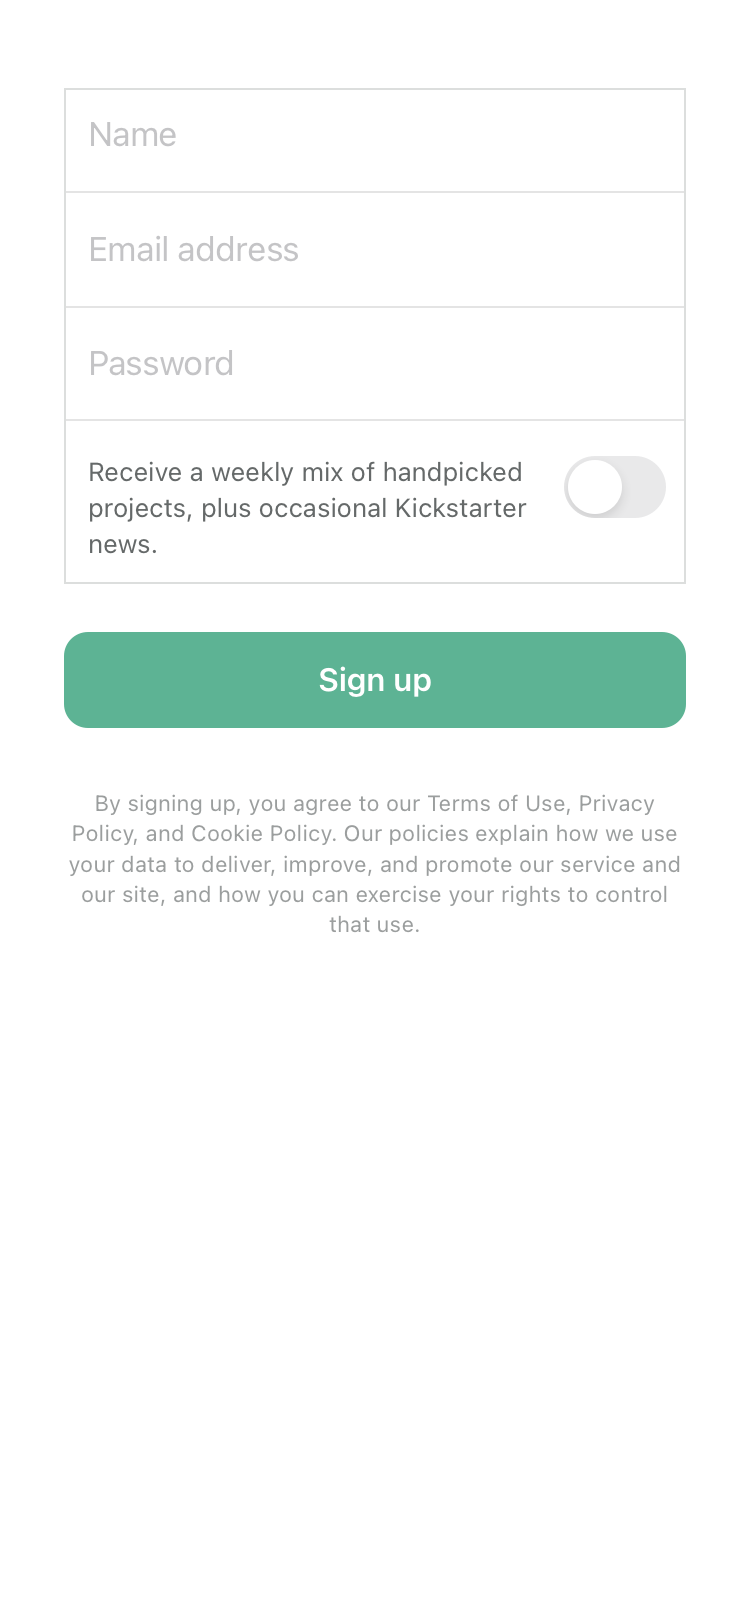 Name
Email address
Password
Receive a weekly mix of handpicked
projects, plus occasional Kickstarter
news.
Sign up
By signing up, you agree to our Terms of Use, Privacy
Policy, and Cookie Policy. Our policies explain how we use
your data to deliver, improve, and promote our service and
our site, and how you can exercise your rights to control
that use.